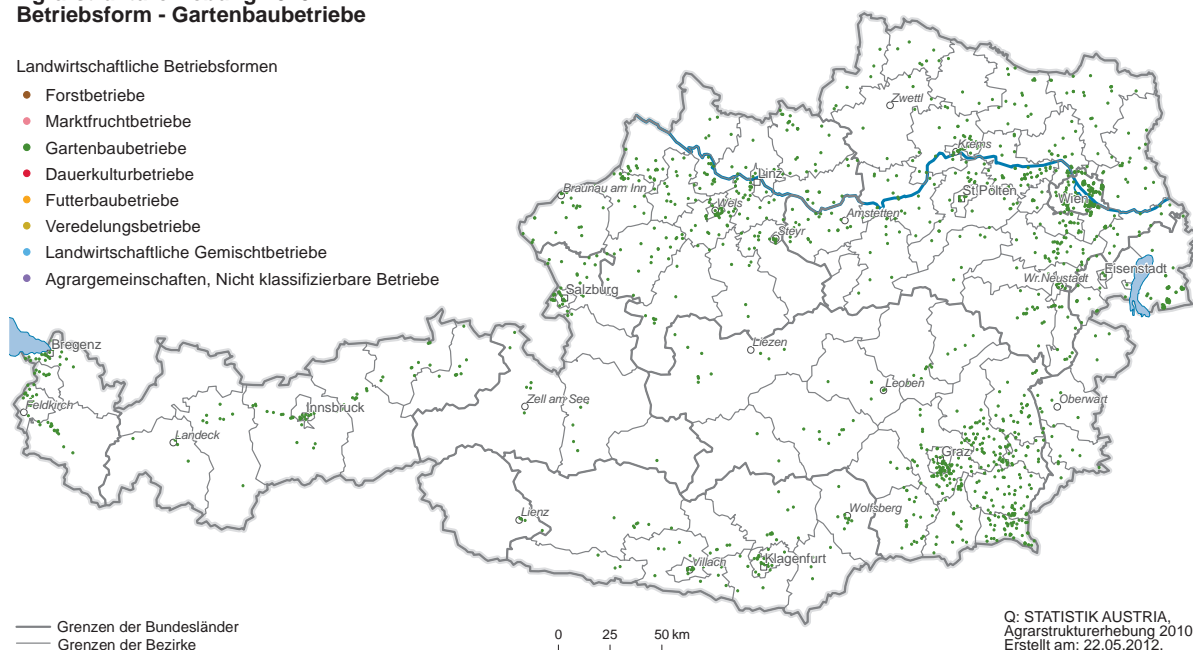 Betriebsform - Gartenbaubetriebe
Landwirtschaftliche Betriebsformen
Forstbetriebe
Marktfruchtbetriebe
Gartenbaubetriebe
Dauerkulturbetriebe
Futterbaubetriebe
Veredelungsbetriebe
Landwirtschaftliche Gemischtbetriebe
Agrargemeinschaften, Nicht klassifizierbare Betriebe
Zwettl
Krems
Linz
Braunau am Inn
St.Pölten
Wien
Wels
Amstetten
Steyr
Eisenstadt
Wr.Neustadt
Salzburg
Bregenz
Liezen
Leoben
Zell am See
Oberwart
Innsbruck
Feldkirch
Landeck
Graz
Wolfsberg
Lienz
Villach
Klagenfurt
Grenzen der Bundesländer
Grenzen der Bezirke
0 25 50 km
Q: STATISTIK AUSTRIA,
Agrarstrukturerhebung 2010.
Erstellt am: 22.05.2012.